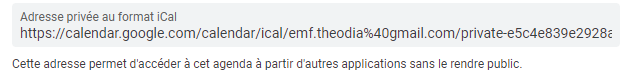 Adresse privée au format iCal
https://calendar.google.com/calendar/ical/emf.theodia%40gmail.com/private-e5c4e839e2928a
Cette adresse permet d'accéder à cet agenda à partir d'autres applications sans le rendre public.